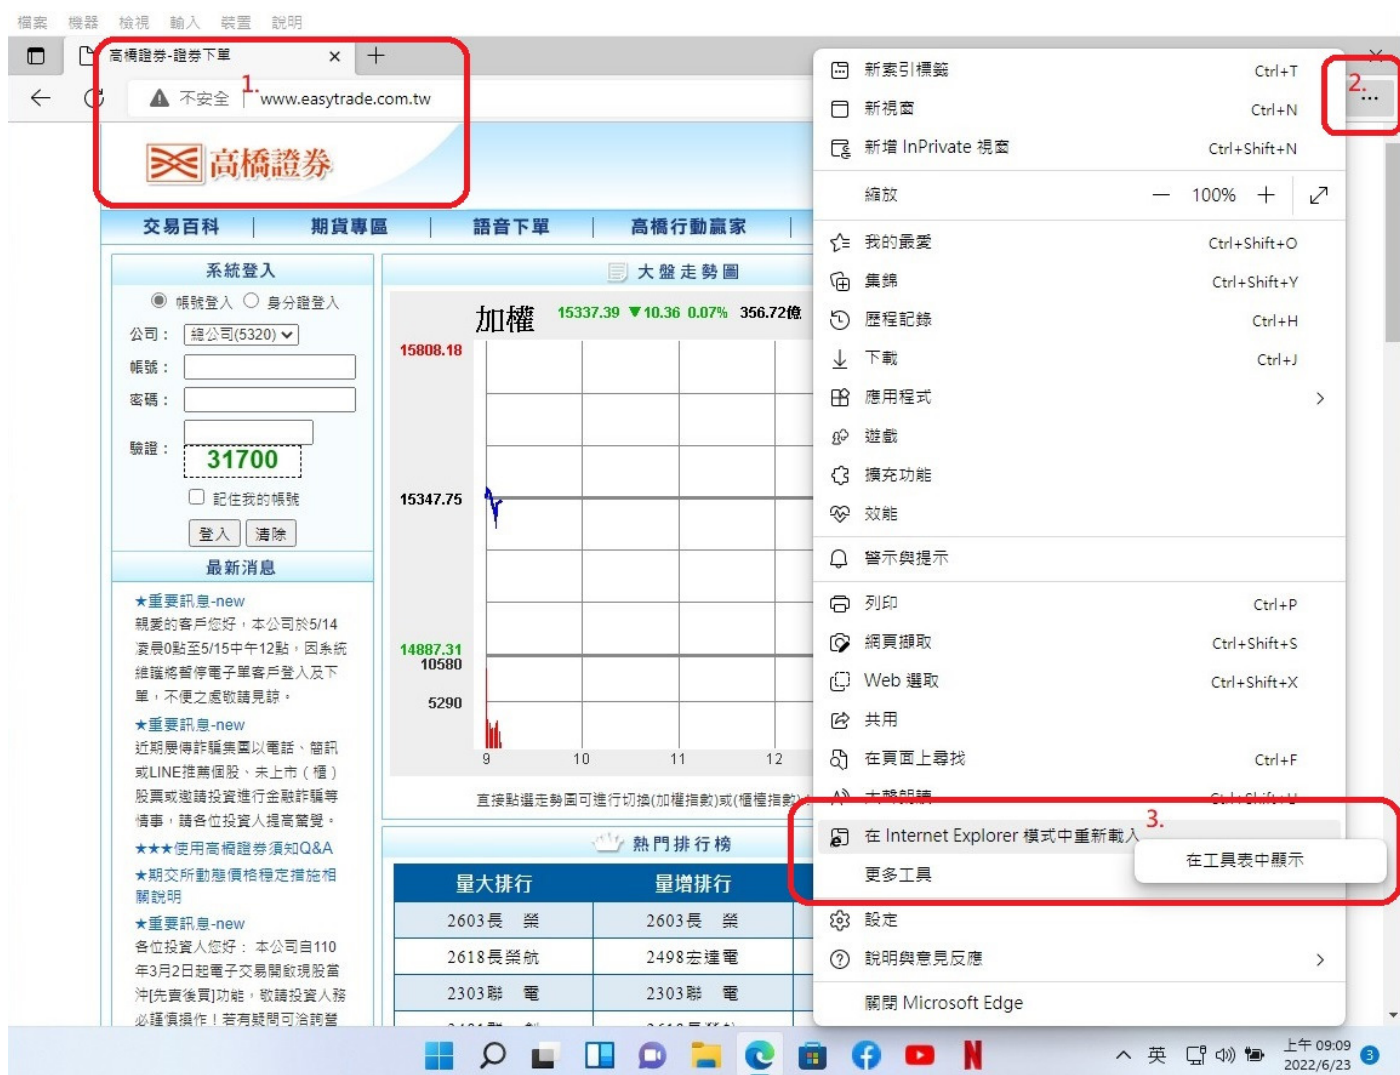 檔案 機器 檢視 輸入 裝置 說明
高橋證券-證券下單
1.
不安全 www.easytrade.com.tw
2.
...
高橋證券
交易百科 期貨專區 語音下單 高橋行動贏家
系統登入
帳號登入 身分證登入
公司： 總公司(5320)
帳號：
密碼：
驗證：
31700
記住我的帳號
登入 清除
最新消息
★重要訊息-new
親愛的客戶您好，本公司於5/14
凌晨0點至5/15中午12點，因系統
維護將暫停電子單客戶登入及下
單，不便之處敬請見諒。
★重要訊息-new
近期屢傳詐騙集團以電話、簡訊
或LINE推薦個股、未上市（櫃）
股票或邀請投資進行金融詐騙等
情事，請各位投資人提高警覺。
★★★使用高橋證券須知Q&A
★期交所動態價格穩定措施相
關說明
★重要訊息-new
各位投資人您好： 本公司自110
年3月2日起電子交易開啟現股當
沖[先賣後買]功能，敬請投資人務
必謹慎操作！若有疑問可洽詢營
大盤走勢圖
加權 15337.39 ▼10.36 0.07% 356.72億
15808.18
15347.75
14887.31
10580
5290
9 10 11 12
直接點選走勢圖可進行切換(加權指數)或(櫃檯指數)
熱門排行榜
量大排行 量增排行
2603長 榮 2603長 榮
2618長榮航 2498宏達電
2303聯 電 2303聯 電
新索引標籤 Ctrl+T
新視窗 Ctrl+N
新增 InPrivate 視窗 Ctrl+Shift+N
縮放 — 100% +
我的最愛 Ctrl+Shift+O
集錦 Ctrl+Shift+Y
歷程記錄 Ctrl+H
下載 Ctrl+J
應用程式
遊戲
擴充功能
效能
警示與提示
列印 Ctrl+P
網頁擷取 Ctrl+Shift+S
Web 選取 Ctrl+Shift+X
共用
在頁面上尋找 Ctrl+F
大聲朗讀 Ctrl+Shift+U
3.
在 Internet Explorer 模式中重新載入
在工具表中顯示
更多工具
設定
說明與意見反應
關閉 Microsoft Edge
英 上午 09:09
2022/6/23 3